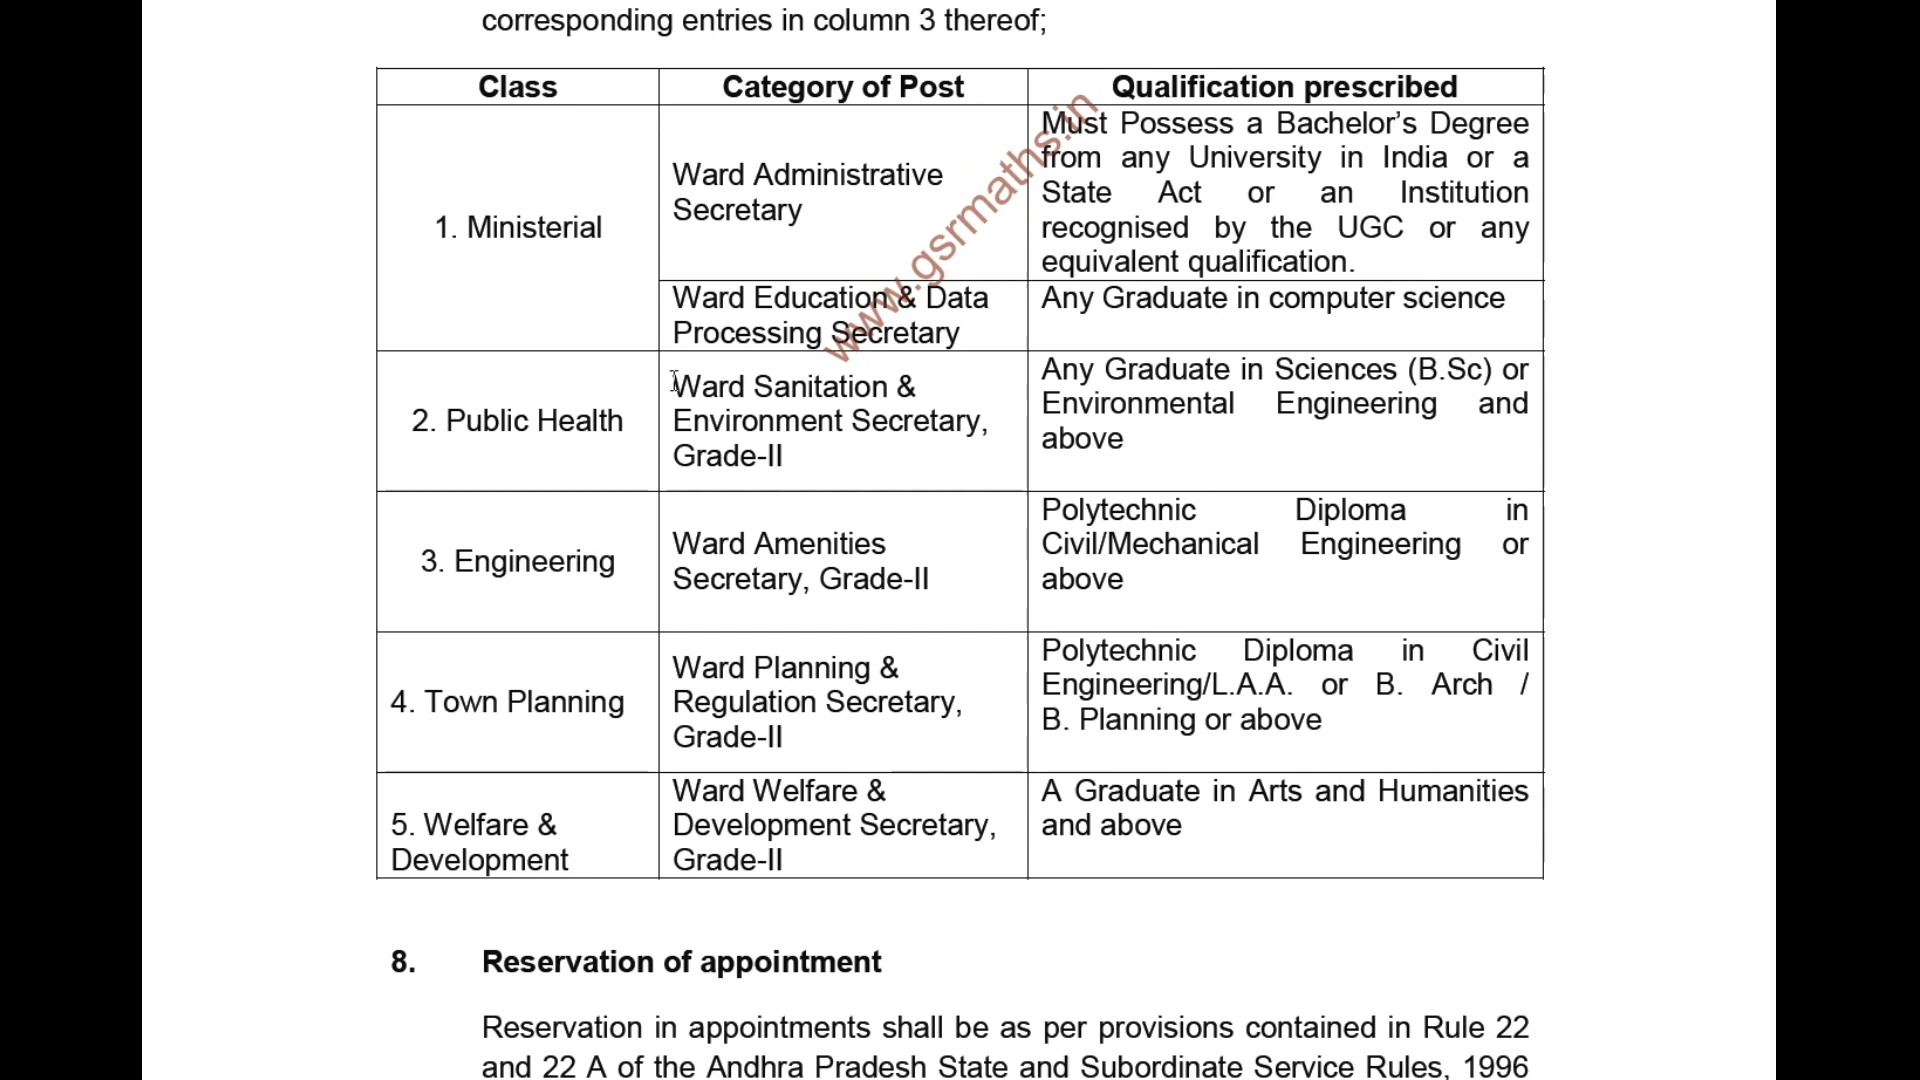 corresponding entries in column 3 thereof;
Class
Category of Post
Qualification prescribed
1. Ministerial
Ward Administrative
Secretary
Must Possess a Bachelor’s Degree
from any University in India or a
State Act or an Institution
recognised by the UGC or any
equivalent qualification.
Ward Education & Data
Processing Secretary
Any Graduate in computer science
2. Public Health
Ward Sanitation &
Environment Secretary,
Grade-II
Any Graduate in Sciences (B.Sc) or
Environmental Engineering and
above
3. Engineering
Ward Amenities
Secretary, Grade-II
Polytechnic Diploma in
Civil/Mechanical Engineering or
above
4. Town Planning
Ward Planning &
Regulation Secretary,
Grade-II
Polytechnic Diploma in Civil
Engineering/L.A.A. or B. Arch /
B. Planning or above
5. Welfare &
Development
Ward Welfare &
Development Secretary,
Grade-II
A Graduate in Arts and Humanities
and above
www.gsrmaths.in
8. Reservation of appointment
Reservation in appointments shall be as per provisions contained in Rule 22
and 22 A of the Andhra Pradesh State and Subordinate Service Rules, 1996